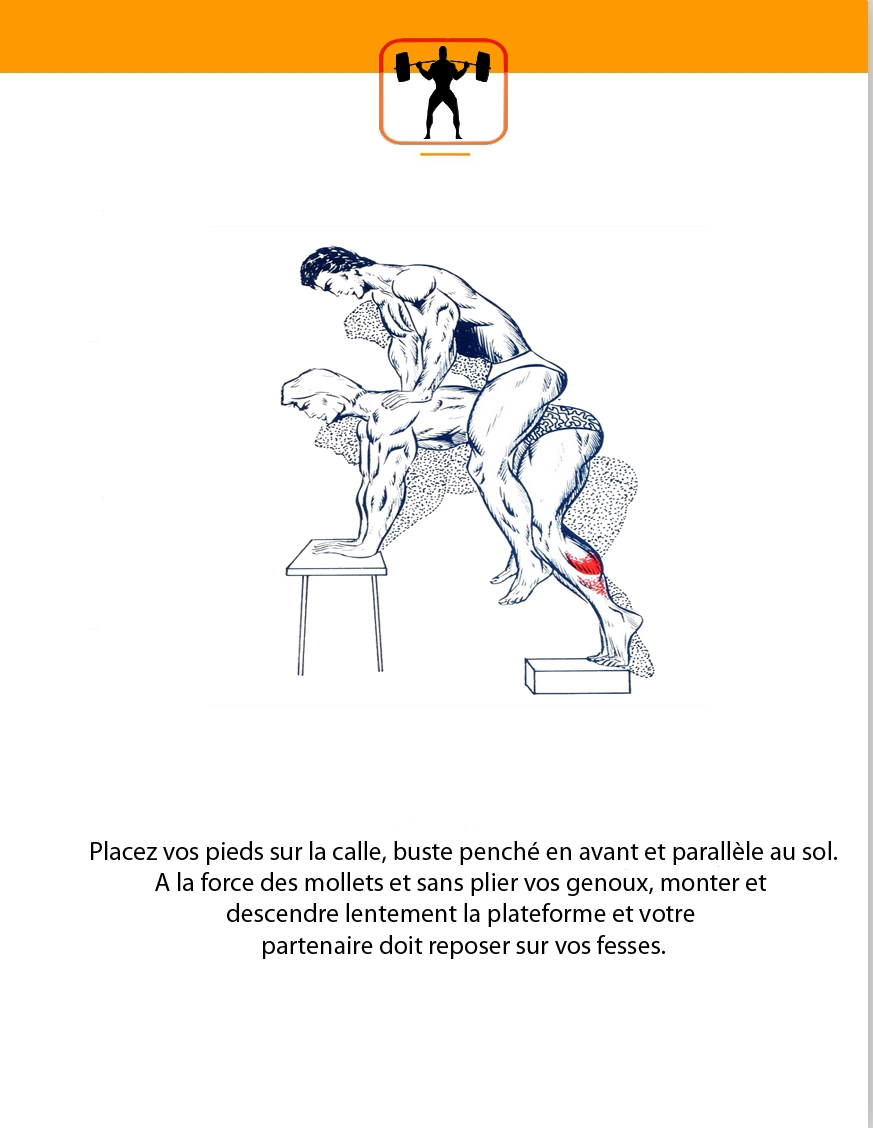 Placez vos pieds sur la calle, buste penché en avant et parallèle au sol.
A la force des mollets et sans plier vos genoux, monter et
descendre lentement la plateforme et votre
partenaire doit reposer sur vos fesses.